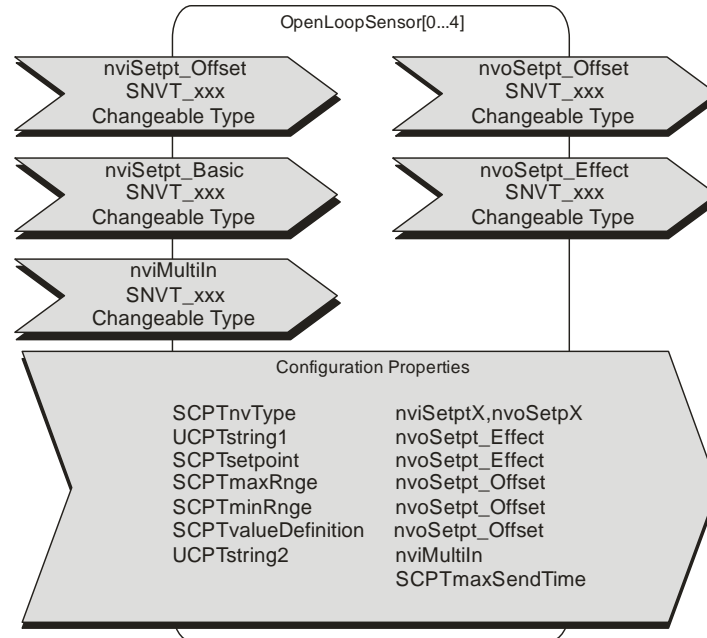 OpenLoopSensor[0...4]
nviSetpt_Offset
SNVT_xxx
Changeable Type
nvoSetpt_Offset
SNVT_xxx
Changeable Type
nviSetpt_Basic
SNVT_xxx
Changeable Type
nvoSetpt_Effect
SNVT_xxx
Changeable Type
nviMultiIn
SNVT_xxx
Changeable Type
Configuration Properties
SCPTnvType nviSetptX,nvoSetpX
UCPTstring1 nvoSetpt_Effect
SCPTsetpoint nvoSetpt_Effect
SCPTmaxRnge nvoSetpt_Offset
SCPTminRnge nvoSetpt_Offset
SCPTvalueDefinition nvoSetpt_Offset
UCPTstring2 nviMultiIn
SCPTmaxSendTime